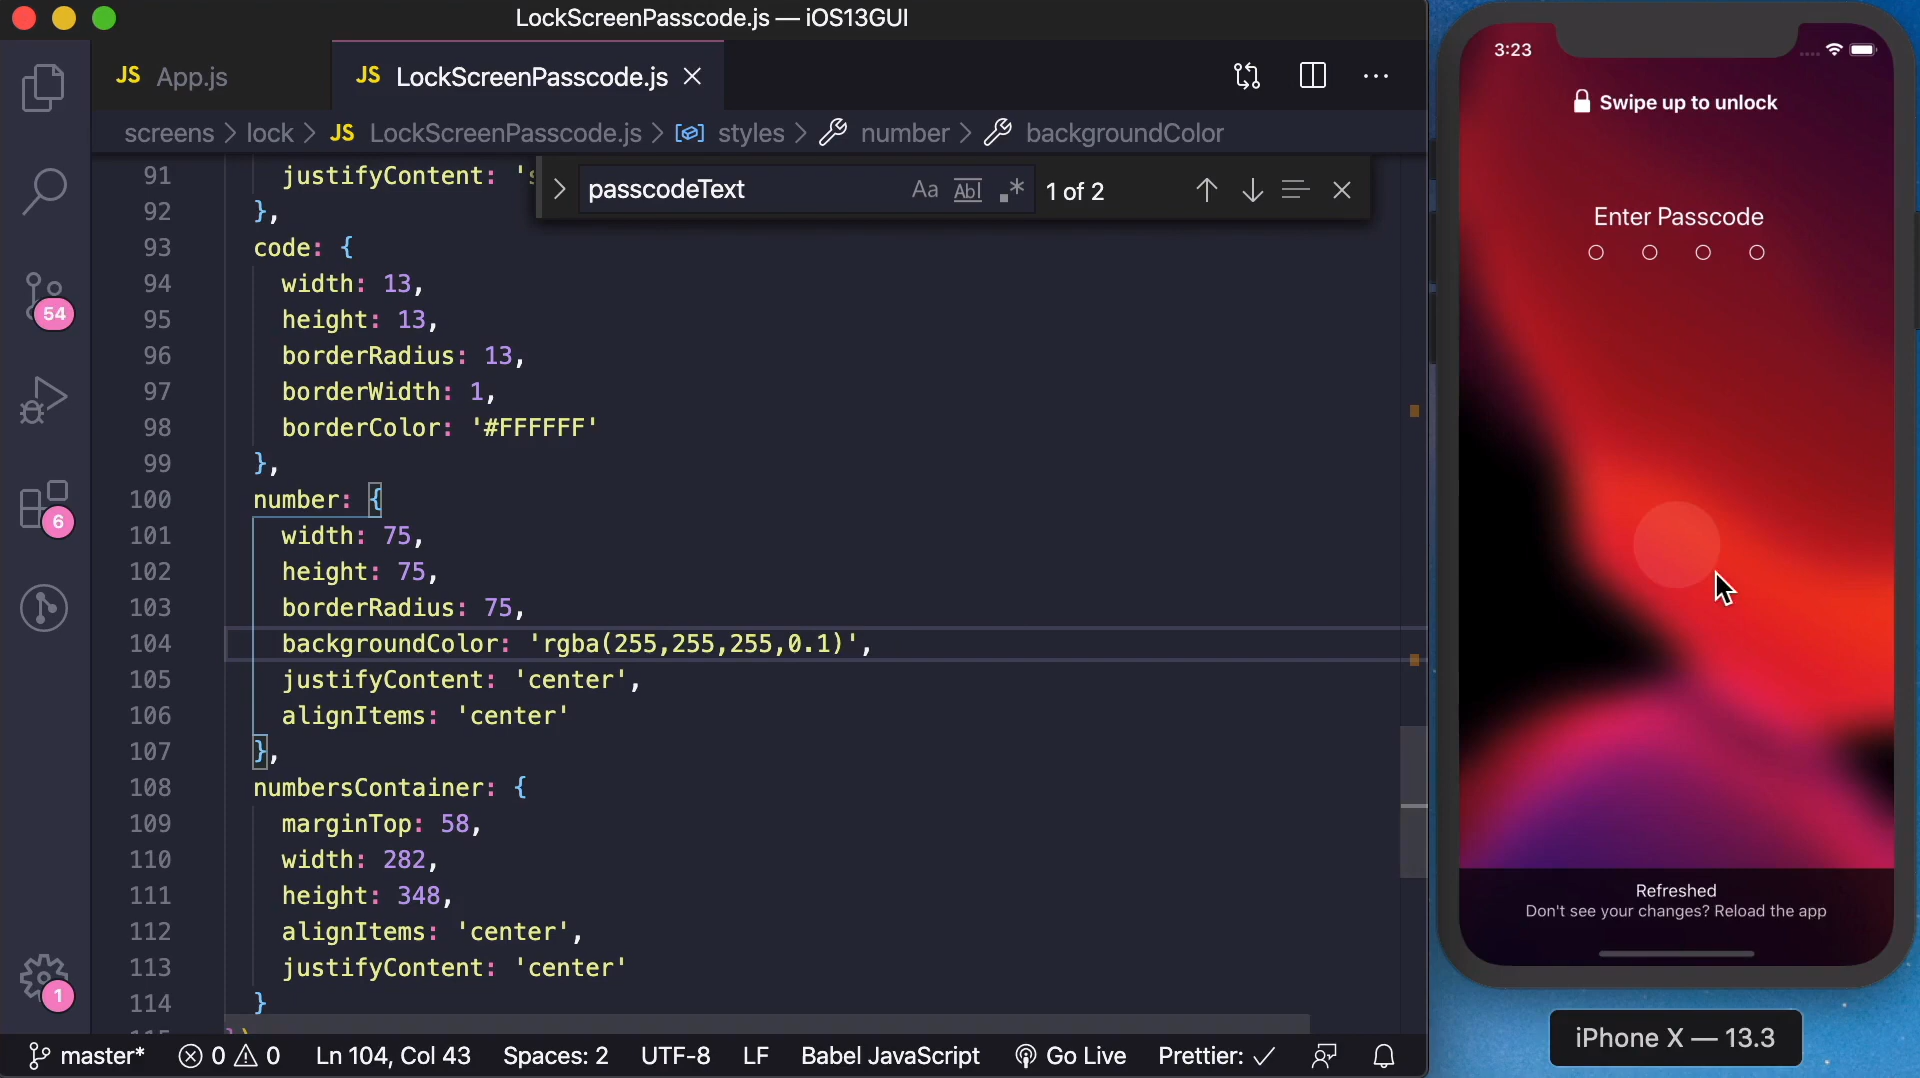 LockScreenPasscode.js — iOS13GUI
JS App.js
JS LockScreenPasscode.js
screens > lock > JS LockScreenPasscode.js > styles > number > backgroundColor
passcodeText Aa Abl .* 1 of 2
91 justifyContent: '
92 },
93 code: {
94 width: 13,
95 height: 13,
96 borderRadius: 13,
97 borderWidth: 1,
98 borderColor: '#FFFFFF'
99 },
100 number: {
101 width: 75,
102 height: 75,
103 borderRadius: 75,
104 backgroundColor: 'rgba(255,255,255,0.1)',
105 justifyContent: 'center',
106 alignItems: 'center'
107 },
108 numbersContainer: {
109 marginTop: 58,
110 width: 282,
111 height: 348,
112 alignItems: 'center',
113 justifyContent: 'center'
114 }
54
6
1
master* 0 0 Ln 104, Col 43 Spaces: 2 UTF-8 LF Babel JavaScript Go Live Prettier: ✓
3:23
Swipe up to unlock
Enter Passcode
Refreshed
Don't see your changes? Reload the app
iPhone X — 13.3